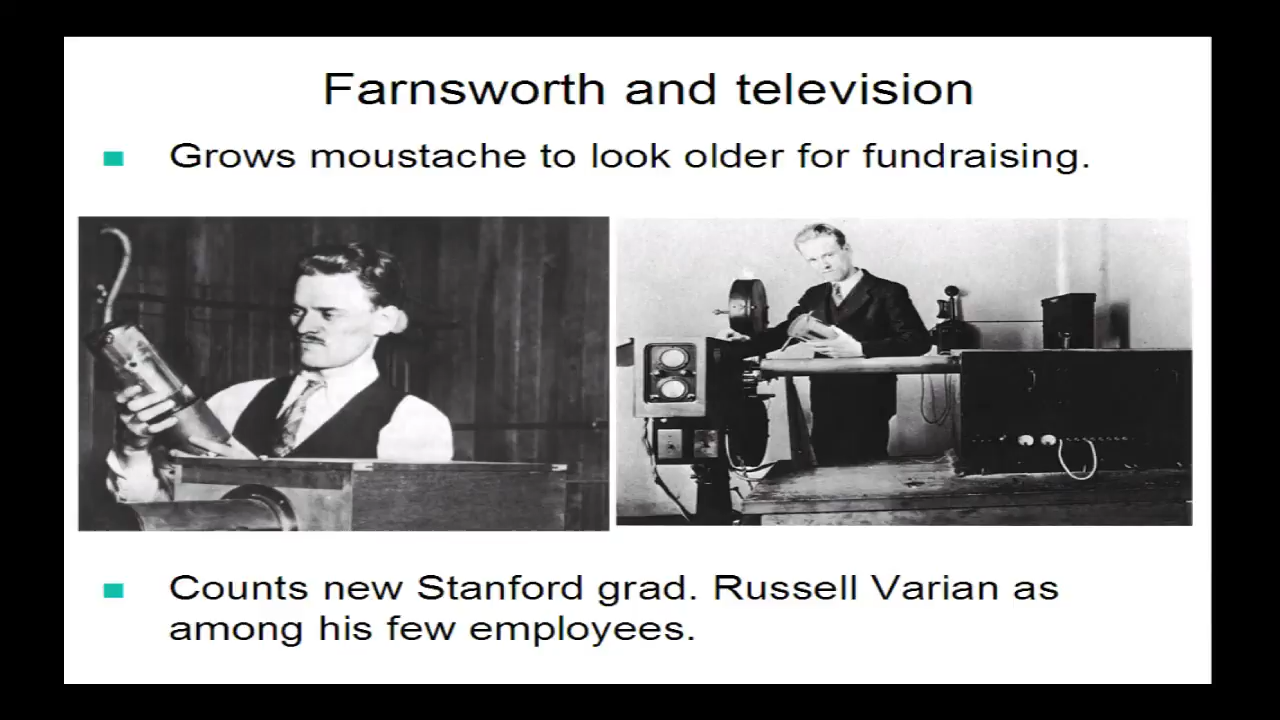 Farnsworth and television
Grows moustache to look older for fundraising.
Counts new Stanford grad. Russell Varian as
among his few employees.